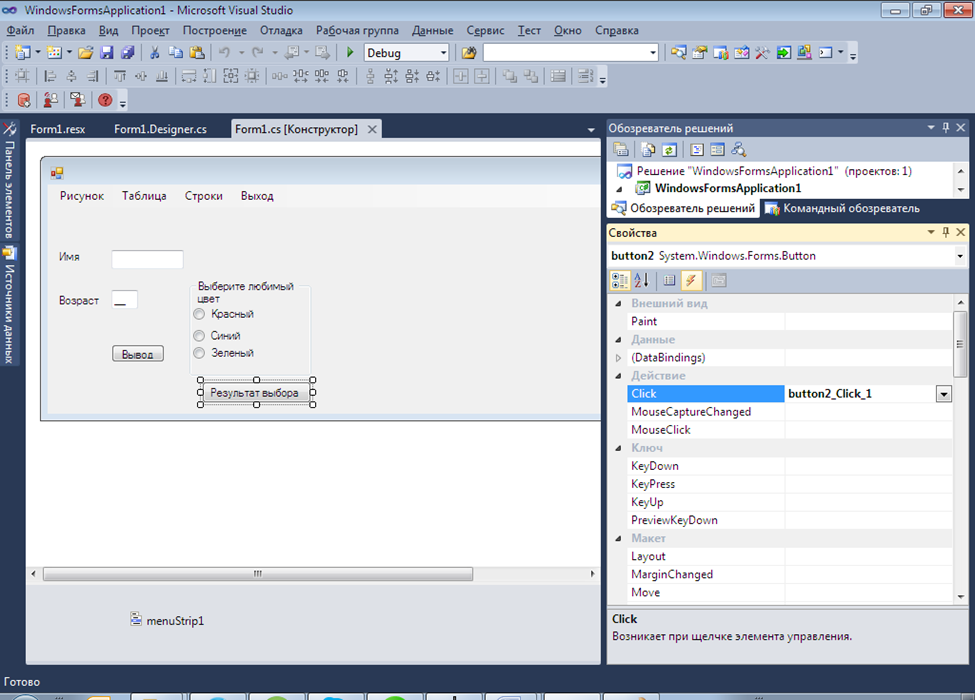 WindowsFormsApplication1 - Microsoft Visual Studio
Файл Правка Вид Проект Построение Отладка Рабочая группа Данные Сервис Тест Окно Справка
Debug
Form1.resx Form1.Designer.cs Form1.cs [Конструктор]
Панель элементов
Источники данных
Рисунок Таблица Строки Выход
Имя
Возраст __
Выберите любимый
цвет
Красный
Синий
Зеленый
Вывод
Результат выбора
menuStrip1
Обозреватель решений
Решение "WindowsFormsApplication1" (проектов: 1)
WindowsFormsApplication1
Обозреватель решений Командный обозреватель
Свойства
button2 System.Windows.Forms.Button
Внешний вид
Paint
Данные
(DataBindings)
Действие
Click button2_Click_1
MouseCaptureChanged
MouseClick
Ключ
KeyDown
KeyPress
KeyUp
PreviewKeyDown
Макет
Layout
MarginChanged
Move
Click
Возникает при щелчке элемента управления.
Готово